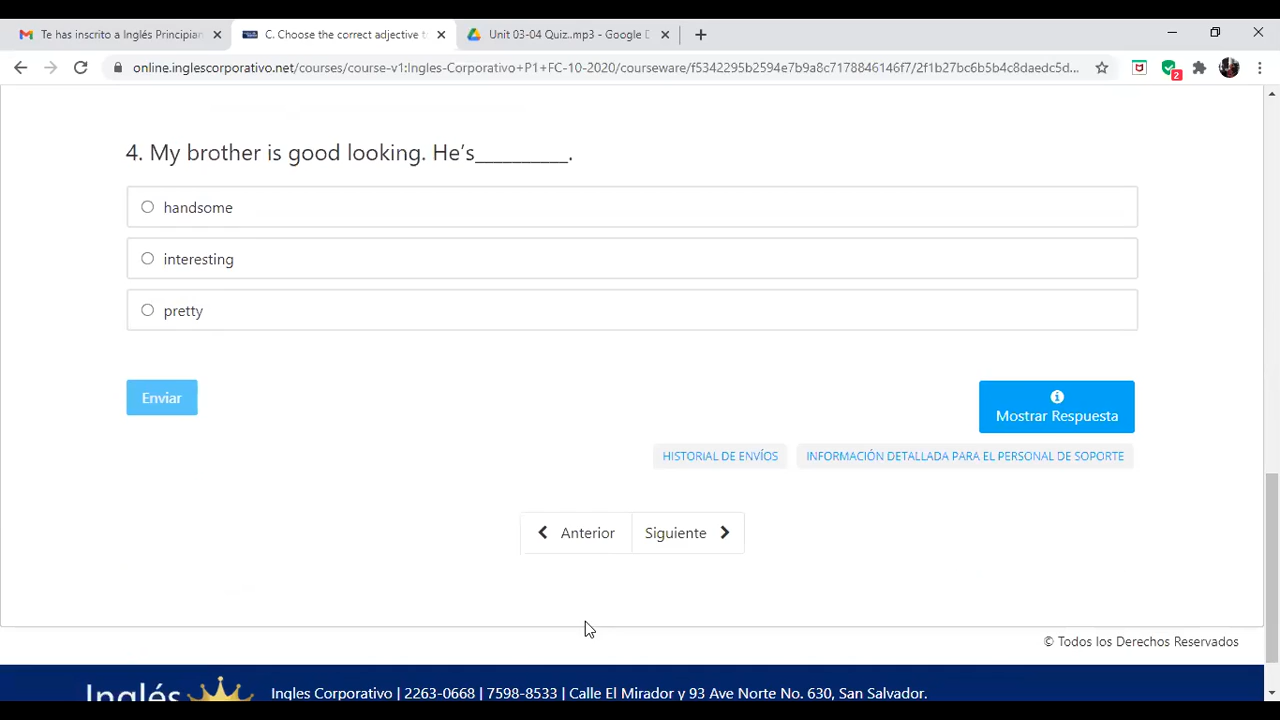 Te has inscrito a Inglés Principian
C. Choose the correct adjective t
Unit 03-04 Quiz..mp3 - Google D
online.inglescorporativo.net/courses/course-v1:Ingles-Corporativo+P1+FC-10-2020/courseware/f5342295b2594e7b9a8c7178846146f7/2f1b27bc6b5b4c8daedc5d...
2
4. My brother is good looking. He’s__________.
handsome
interesting
pretty
Enviar
Mostrar Respuesta
HISTORIAL DE ENVÍOS
INFORMACIÓN DETALLADA PARA EL PERSONAL DE SOPORTE
Anterior
Siguiente
© Todos los Derechos Reservados
Inglés
Ingles Corporativo | 2263-0668 | 7598-8533 | Calle El Mirador y 93 Ave Norte No. 630, San Salvador.